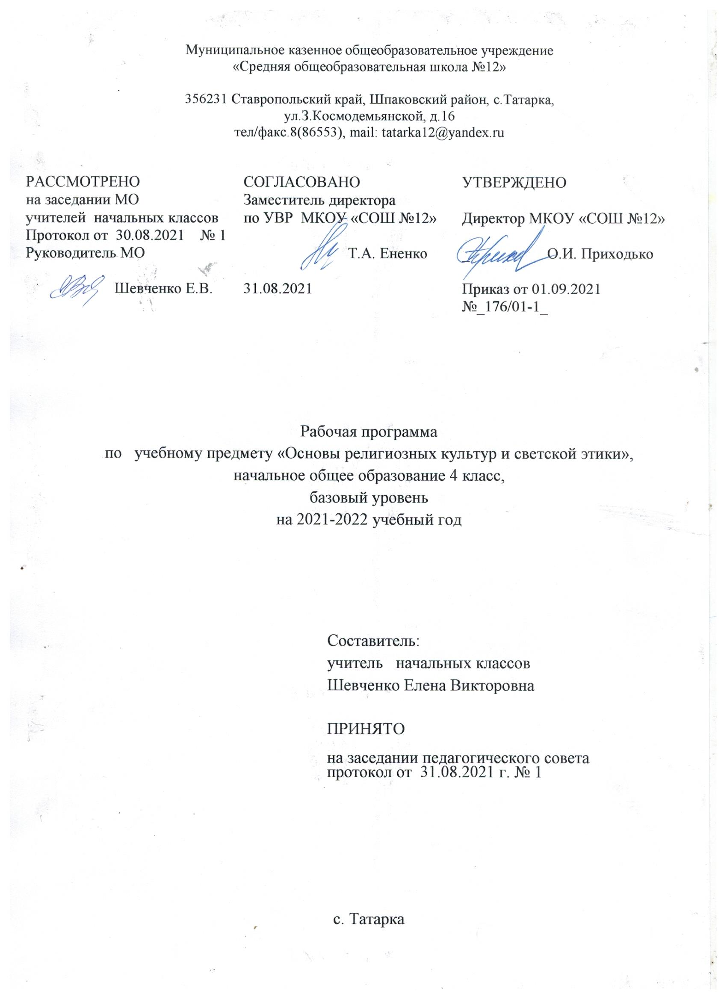 Муниципальное казенное общеобразовательное учреждение
«Средняя общеобразовательная школа №12»
356231 Ставропольский край, Шпаковский район, с.Татарка,
ул.З.Космодемьянской, д.16
тел/факс.8(86553), mail: tatarka12@yandex.ru
РАССМОТРЕНО
на заседании МО
учителей начальных классов
Протокол от 30.08.2021 № 1
Руководитель МО
Шевченко Е.В.
СОГЛАСОВАНО
Заместитель директора
по УВР МКОУ «СОШ №12»
Т.А. Ененко
31.08.2021
УТВЕРЖДЕНО
Директор МКОУ «СОШ №12»
О.И. Приходько
Приказ от 01.09.2021
№_176/01-1_
Рабочая программа
по учебному предмету «Основы религиозных культур и светской этики»,
начальное общее образование 4 класс,
базовый уровень
на 2021-2022 учебный год
Составитель:
учитель начальных классов
Шевченко Елена Викторовна
ПРИНЯТО
на заседании педагогического совета
протокол от 31.08.2021 г. № 1
с. Татарка